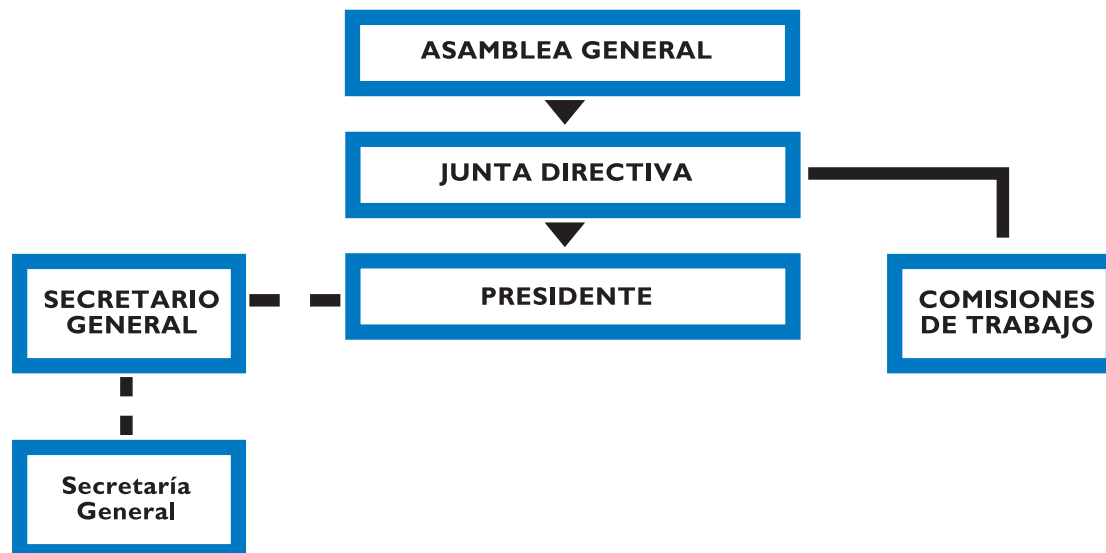 ASAMBLEA GENERAL
JUNTA DIRECTIVA
PRESIDENTE
SECRETARIO
GENERAL
COMISIONES
DE TRABAJO
Secretaría
General